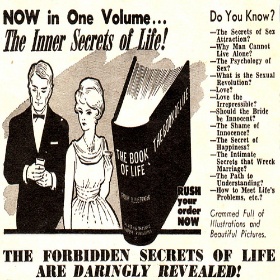 NOW in One Volume...
The Inner Secrets of Life!
Do You Know?
—The Secrets of Sex
Attraction?
—Why Man Cannot
Live Alone?
—The Psychology of
Sex?
—What is the Sexual
Revolution?
—Love?
—Love the
Irrepressible?
—Should the Bride
be Innocent?
—The Shame of
Innocence?
—The Secret of
Happiness?
—The Intimate
Secrets that Wreck
Marriage?
—The Path to
Understanding?
—How to Meet Life's
Problems, etc.?
Crammed Full of
Illustrations and
Beautiful Pictures.
THE BOOK OF LIFE
THE BOOK
OF LIFE
RUSH
your
order
NOW
THE FORBIDDEN SECRETS OF LIFE
ARE DARINGLY REVEALED!